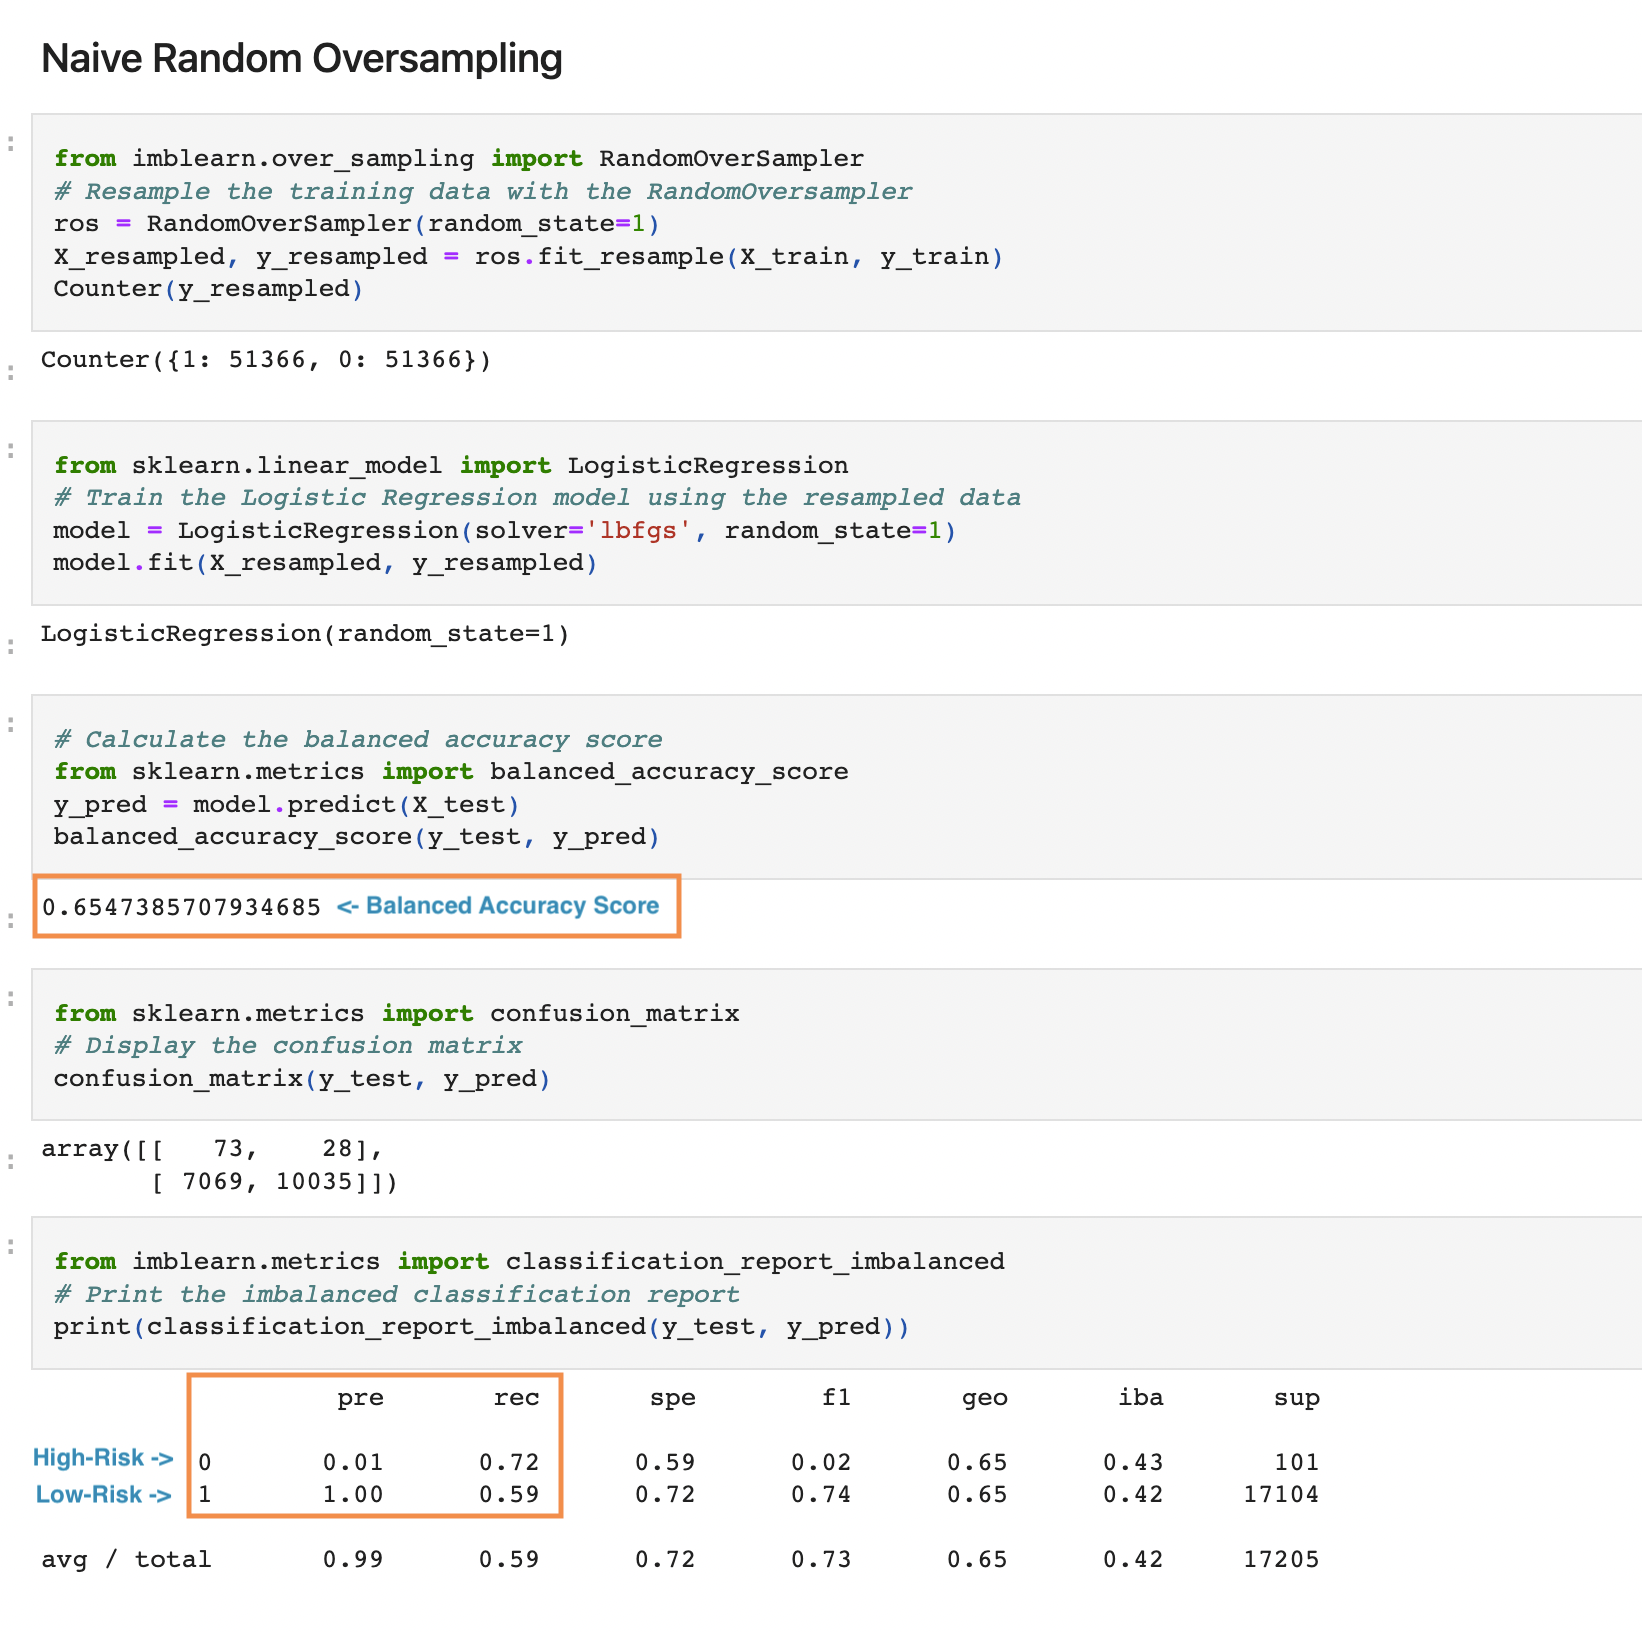 Naive Random Oversampling
:
from imblearn.over_sampling import RandomOverSampler
# Resample the training data with the RandomOversampler
ros = RandomOverSampler(random_state=1)
X_resampled, y_resampled = ros.fit_resample(X_train, y_train)
Counter(y_resampled)
:
Counter({1: 51366, 0: 51366})
:
from sklearn.linear_model import LogisticRegression
# Train the Logistic Regression model using the resampled data
model = LogisticRegression(solver='lbfgs', random_state=1)
model.fit(X_resampled, y_resampled)
:
LogisticRegression(random_state=1)
:
# Calculate the balanced accuracy score
from sklearn.metrics import balanced_accuracy_score
y_pred = model.predict(X_test)
balanced_accuracy_score(y_test, y_pred)
:
0.6547385707934685 <- Balanced Accuracy Score
:
from sklearn.metrics import confusion_matrix
# Display the confusion matrix
confusion_matrix(y_test, y_pred)
:
array([[   73,    28],
       [ 7069, 10035]])
:
from imblearn.metrics import classification_report_imbalanced
# Print the imbalanced classification report
print(classification_report_imbalanced(y_test, y_pred))
pre rec spe f1 geo iba sup
High-Risk -> 0 0.01 0.72 0.59 0.02 0.65 0.43 101
Low-Risk -> 1 1.00 0.59 0.72 0.74 0.65 0.42 17104
avg / total 0.99 0.59 0.72 0.73 0.65 0.42 17205